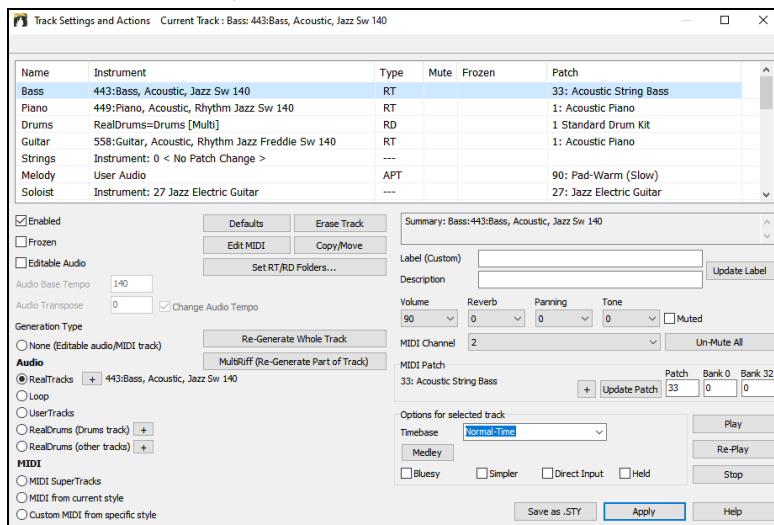 Track Settings and Actions Current Track : Bass: 443:Bass, Acoustic, Jazz Sw 140
Name Instrument Type Mute Frozen Patch
Bass 443:Bass, Acoustic, Jazz Sw 140 RT 33: Acoustic String Bass
Piano 449:Piano, Acoustic, Rhythm Jazz Sw 140 RT 1: Acoustic Piano
Drums RealDrums=Drums [Multi] RD 1 Standard Drum Kit
Guitar 558:Guitar, Acoustic, Rhythm Jazz Freddie Sw 140 RT 1: Acoustic Piano
Strings Instrument: 0 < No Patch Change > ---
Melody User Audio APT 90: Pad-Warm (Slow)
Soloist Instrument: 27 Jazz Electric Guitar --- 27: Jazz Electric Guitar
Enabled
Frozen
Editable Audio
Audio Base Tempo 140
Audio Transpose 0 Change Audio Tempo
Defaults Erase Track
Edit MIDI Copy/Move
Set RT/RD Folders...
Generation Type
None (Editable audio/MIDI track)
Re-Generate Whole Track
MultiRiff (Re-Generate Part of Track)
Audio
RealTracks + 443:Bass, Acoustic, Jazz Sw 140
Loop
UserTracks
RealDrums (Drums track) +
RealDrums (other tracks) +
MIDI
MIDI SuperTracks
MIDI from current style
Custom MIDI from specific style
Summary: Bass:443:Bass, Acoustic, Jazz Sw 140
Label (Custom)
Description
Update Label
Volume Reverb Panning Tone
90 0 0 0 Muted
MIDI Channel 2 Un-Mute All
MIDI Patch Patch Bank 0 Bank 32
33: Acoustic String Bass + Update Patch 33 0 0
Options for selected track
Timebase Normal-Time
Medley
Bluesy Simpler Direct Input Held
Play
Re-Play
Stop
Save as .STY Apply Help